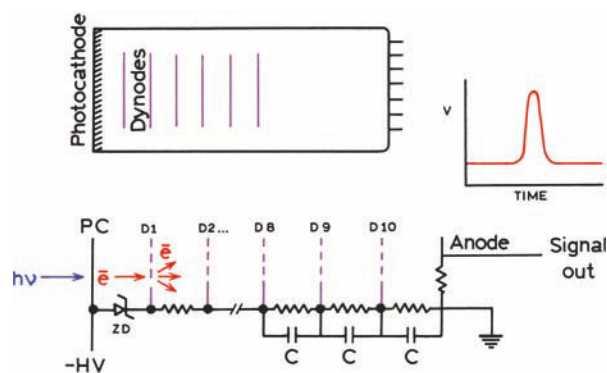 Photocathode
Dynodes
V
TIME
PC
D1
D2...
D8
D9
D10
Anode
Signal
out
hν
ē
ē
ZD
C
C
C
-HV